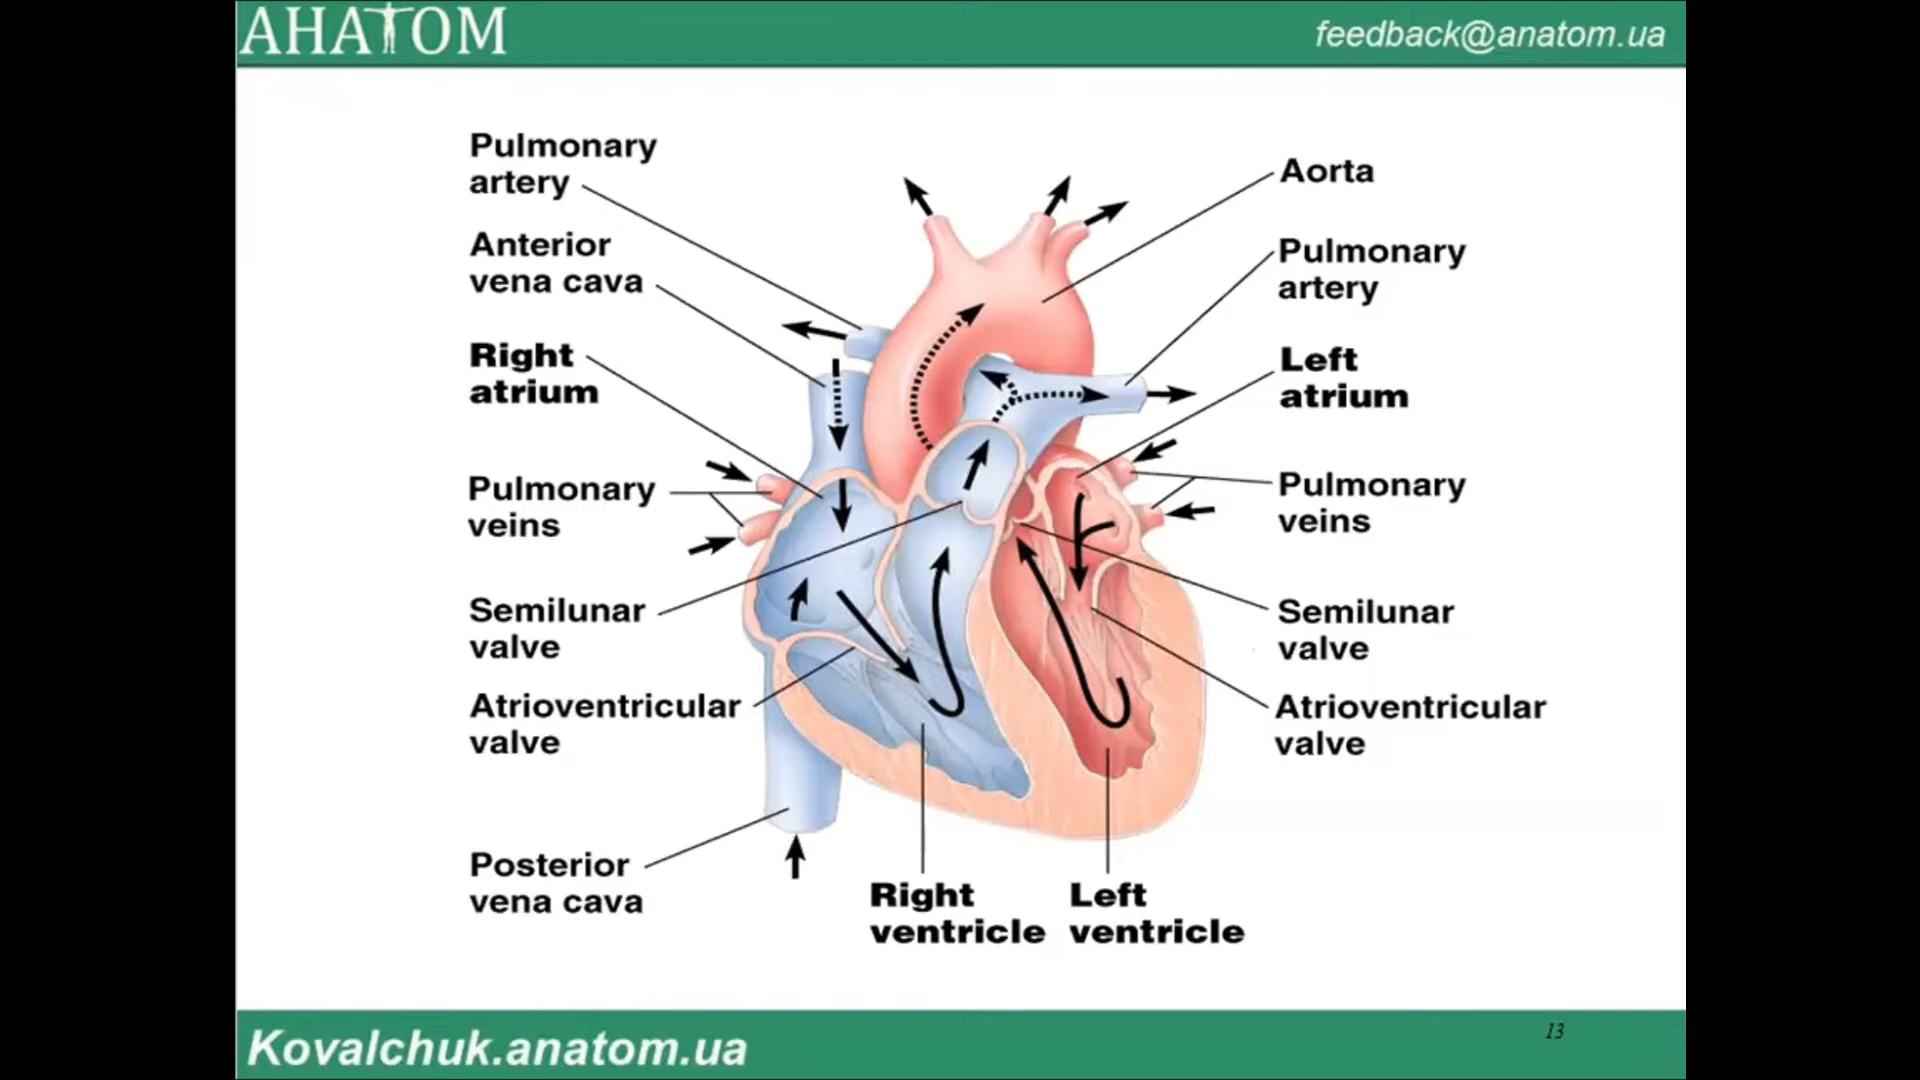 АНАТОМ
feedback@anatom.ua
Pulmonary
artery
Anterior
vena cava
Right
atrium
Pulmonary
veins
Semilunar
valve
Atrioventricular
valve
Posterior
vena cava
Right
ventricle
Left
ventricle
Aorta
Pulmonary
artery
Left
atrium
Pulmonary
veins
Semilunar
valve
Atrioventricular
valve
Kovalchuk.anatom.ua
13